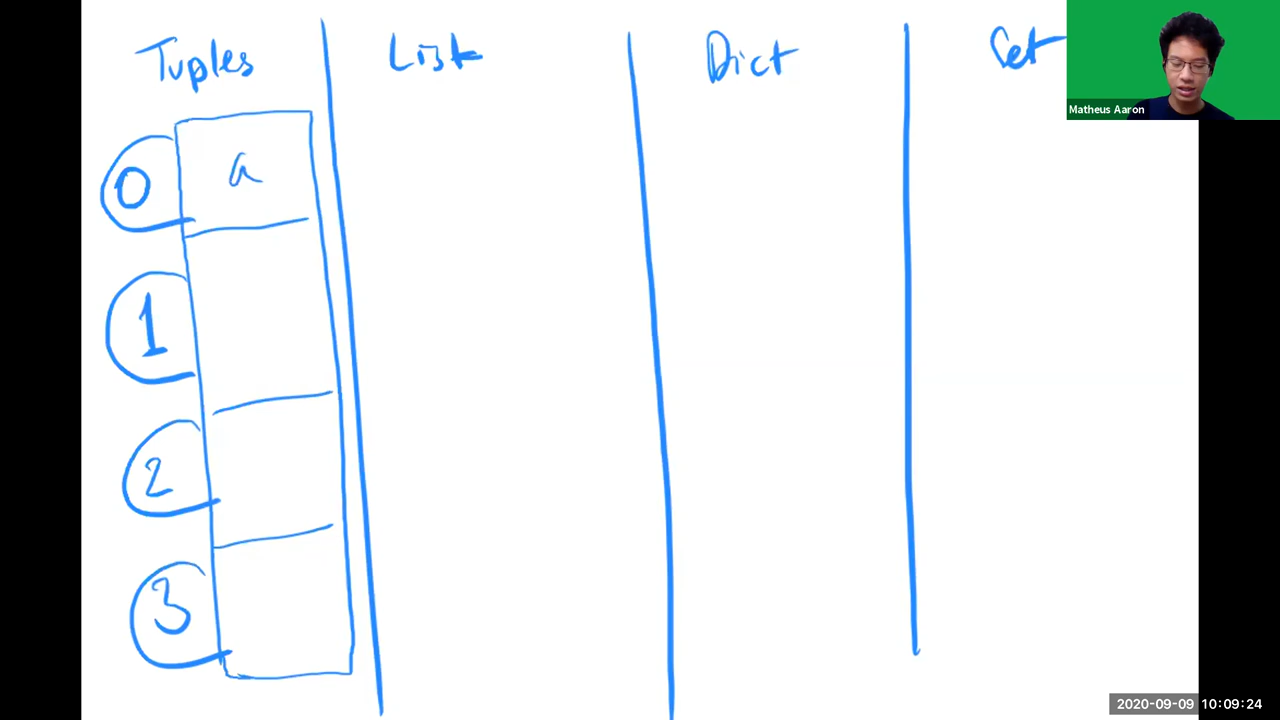 Tuples List Dict Set
Matheus Aaron
0 a
1
2
3
2020-09-09 10:09:24